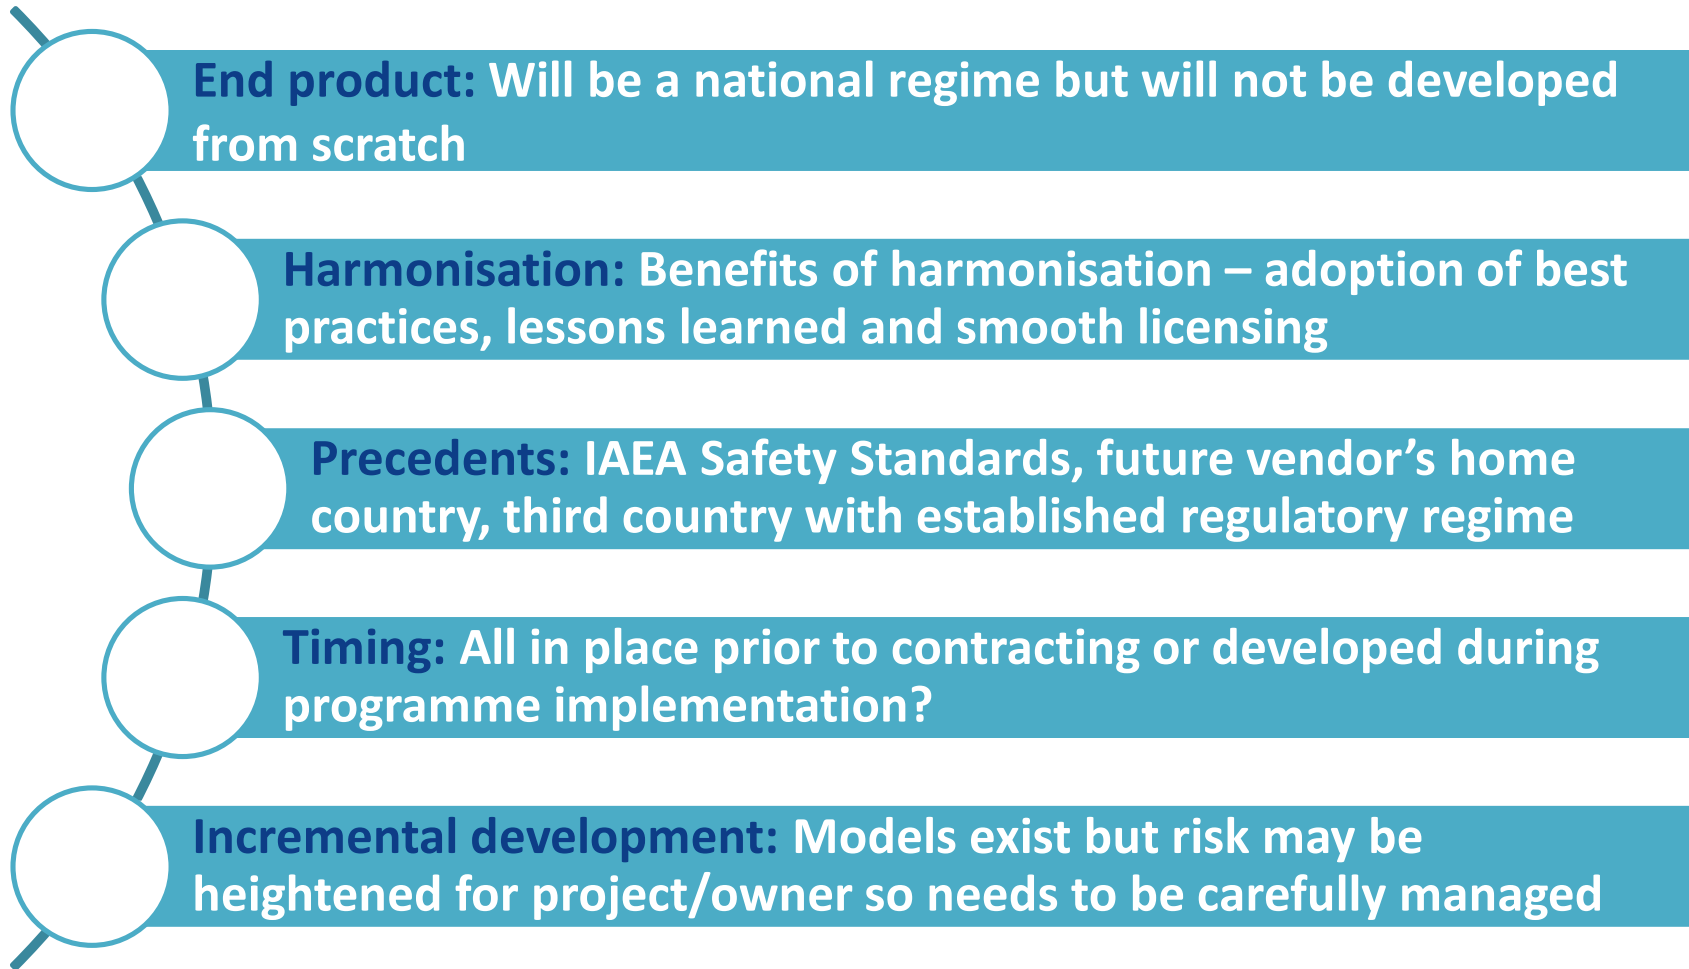 End product: Will be a national regime but will not be developed
from scratch
Harmonisation: Benefits of harmonisation – adoption of best
practices, lessons learned and smooth licensing
Precedents: IAEA Safety Standards, future vendor’s home
country, third country with established regulatory regime
Timing: All in place prior to contracting or developed during
programme implementation?
Incremental development: Models exist but risk may be
heightened for project/owner so needs to be carefully managed